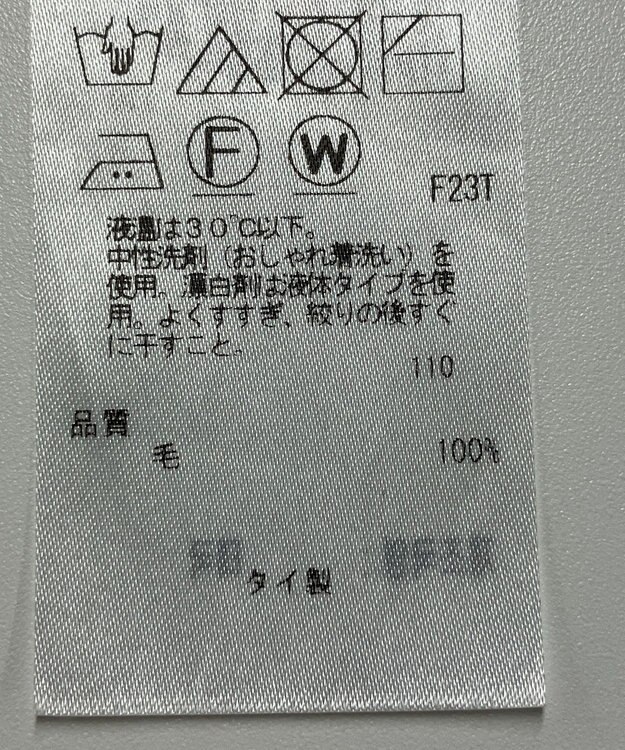 F
W
F23T
液温は30℃以下。
中性洗剤(おしゃれ着洗い)を
使用。漂白剤は液体タイプを使
用。よくすすぎ、絞りの後すぐ
に干すこと。
110
品質
毛 100%
タイ製